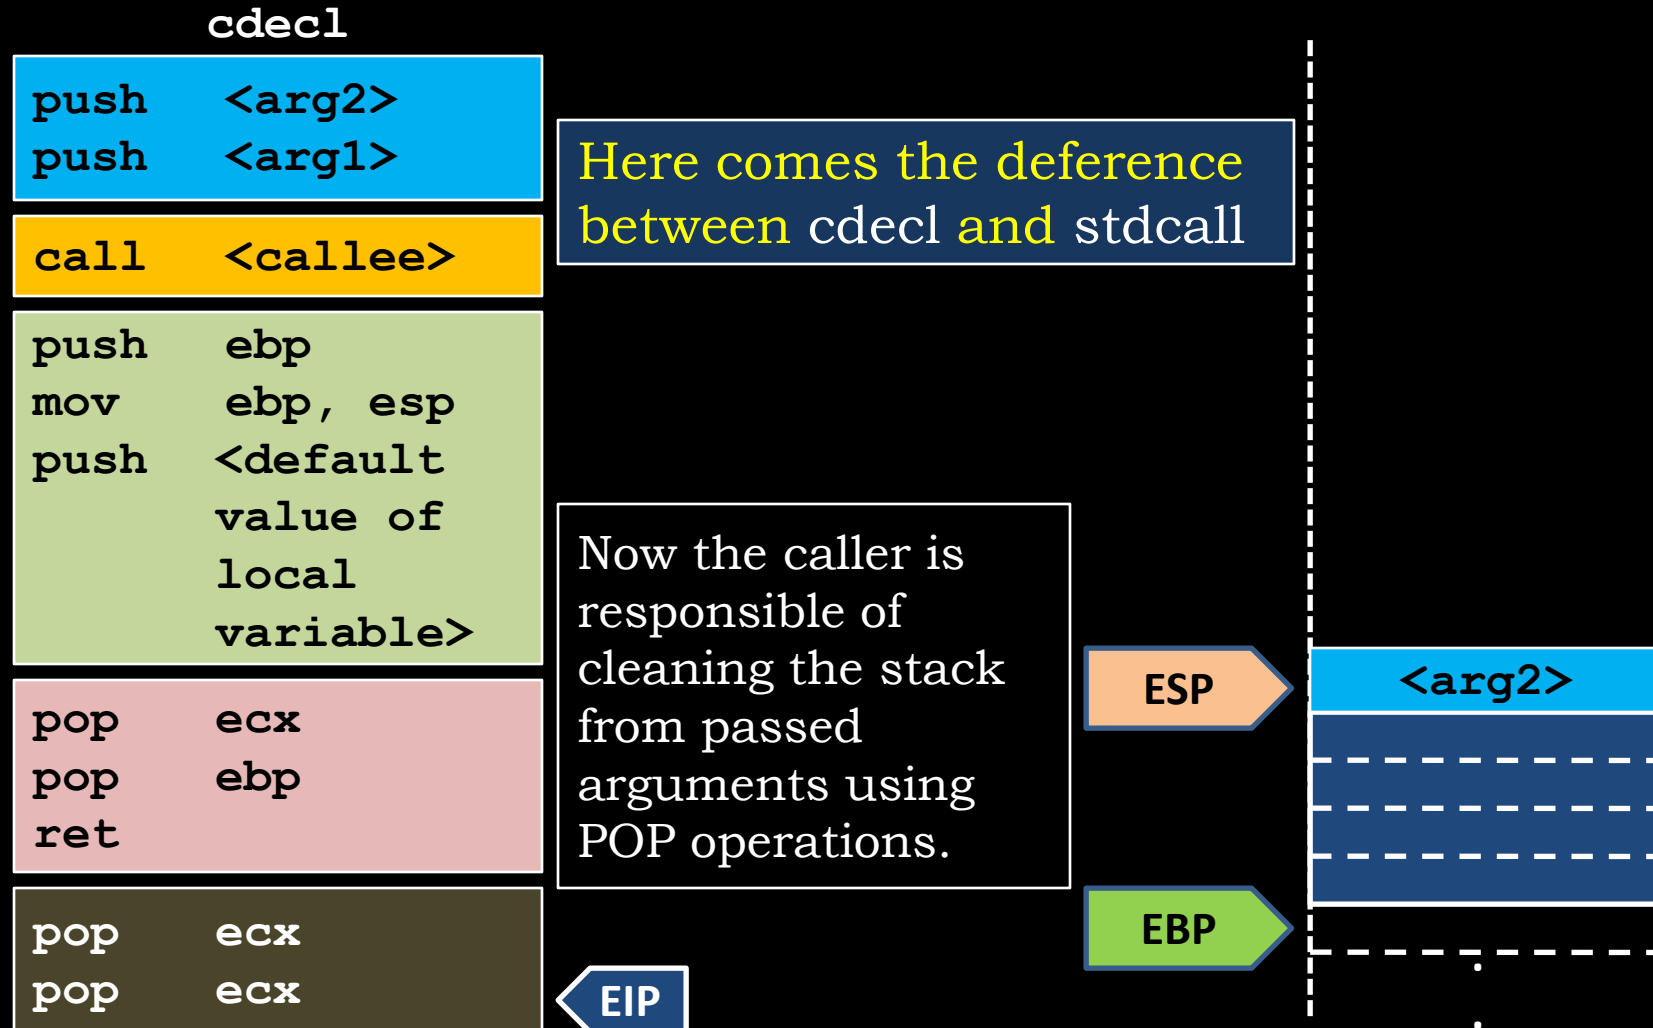 cdecl
push <arg2>
push <arg1>
call <callee>
push ebp
mov ebp, esp
push <default
value of
local
variable>
pop ecx
pop ebp
ret
pop ecx
pop ecx
Here comes the deference
between cdecl and stdcall
Now the caller is
responsible of
cleaning the stack
from passed
arguments using
POP operations.
EIP
ESP
EBP
<arg2>